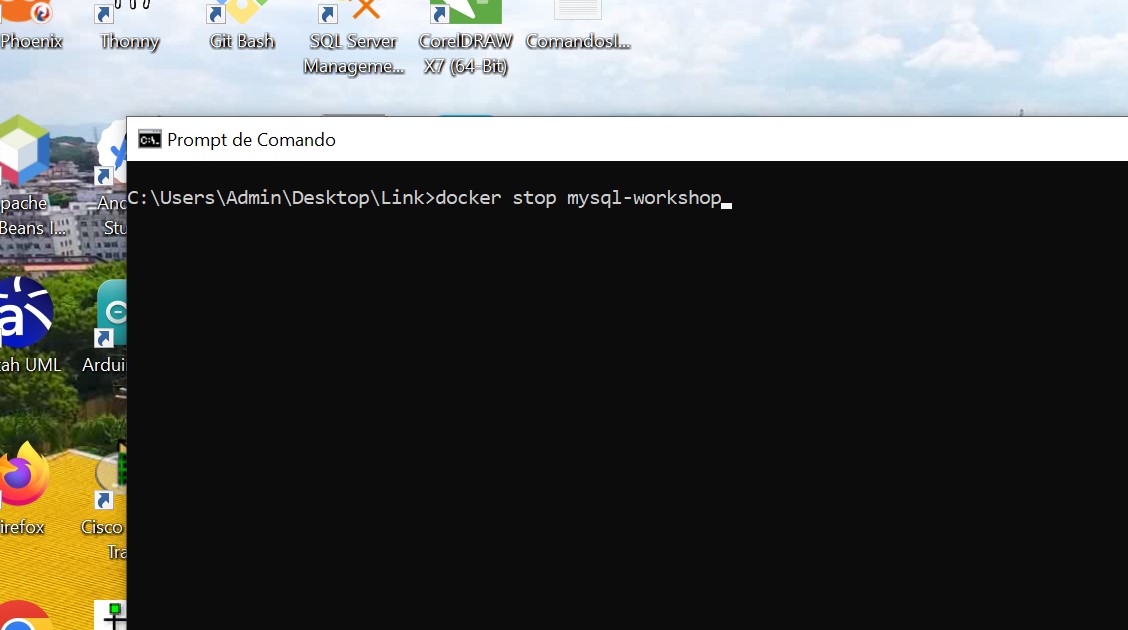 Phoenix
Thonny
Git Bash
SQL Server
Manageme...
CorelDRAW
X7 (64-Bit)
ComandosI...
Prompt de Comando
C:\Users\Admin\Desktop\Link>docker stop mysql-workshop
pache
Beans I...
And
Stu
ah UML
Ardui
irefox
Cisco
Tra